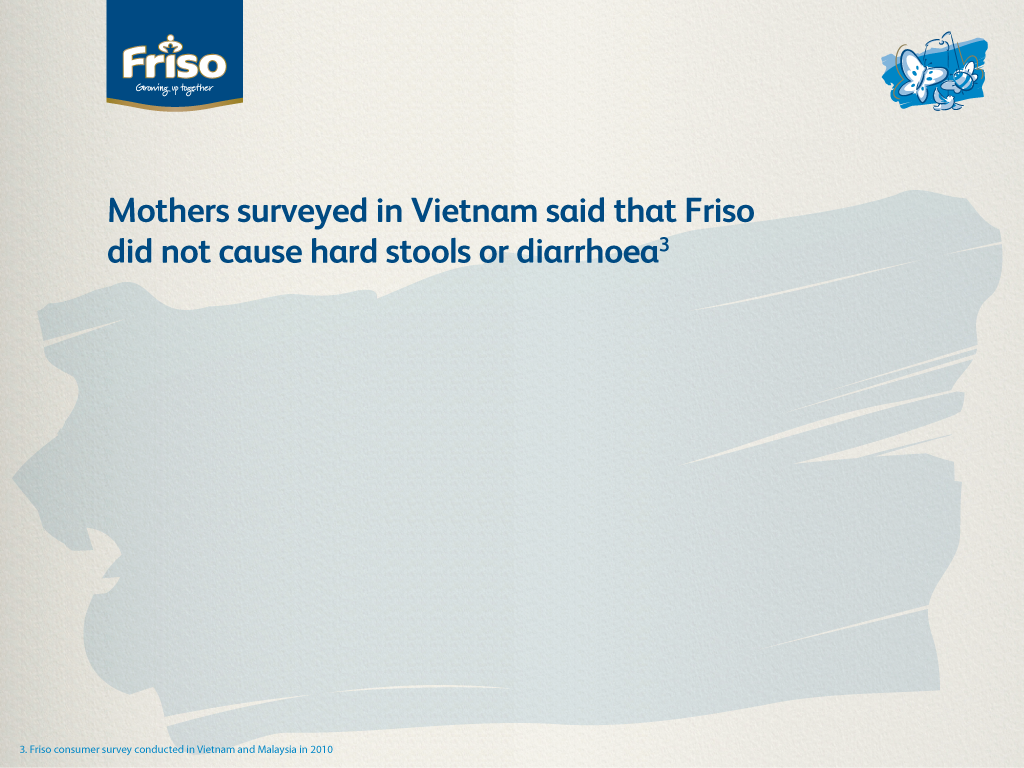 Friso
Growing up together
Mothers surveyed in Vietnam said that Friso
did not cause hard stools or diarrhoea3
3. Friso consumer survey conducted in Vietnam and Malaysia in 2010